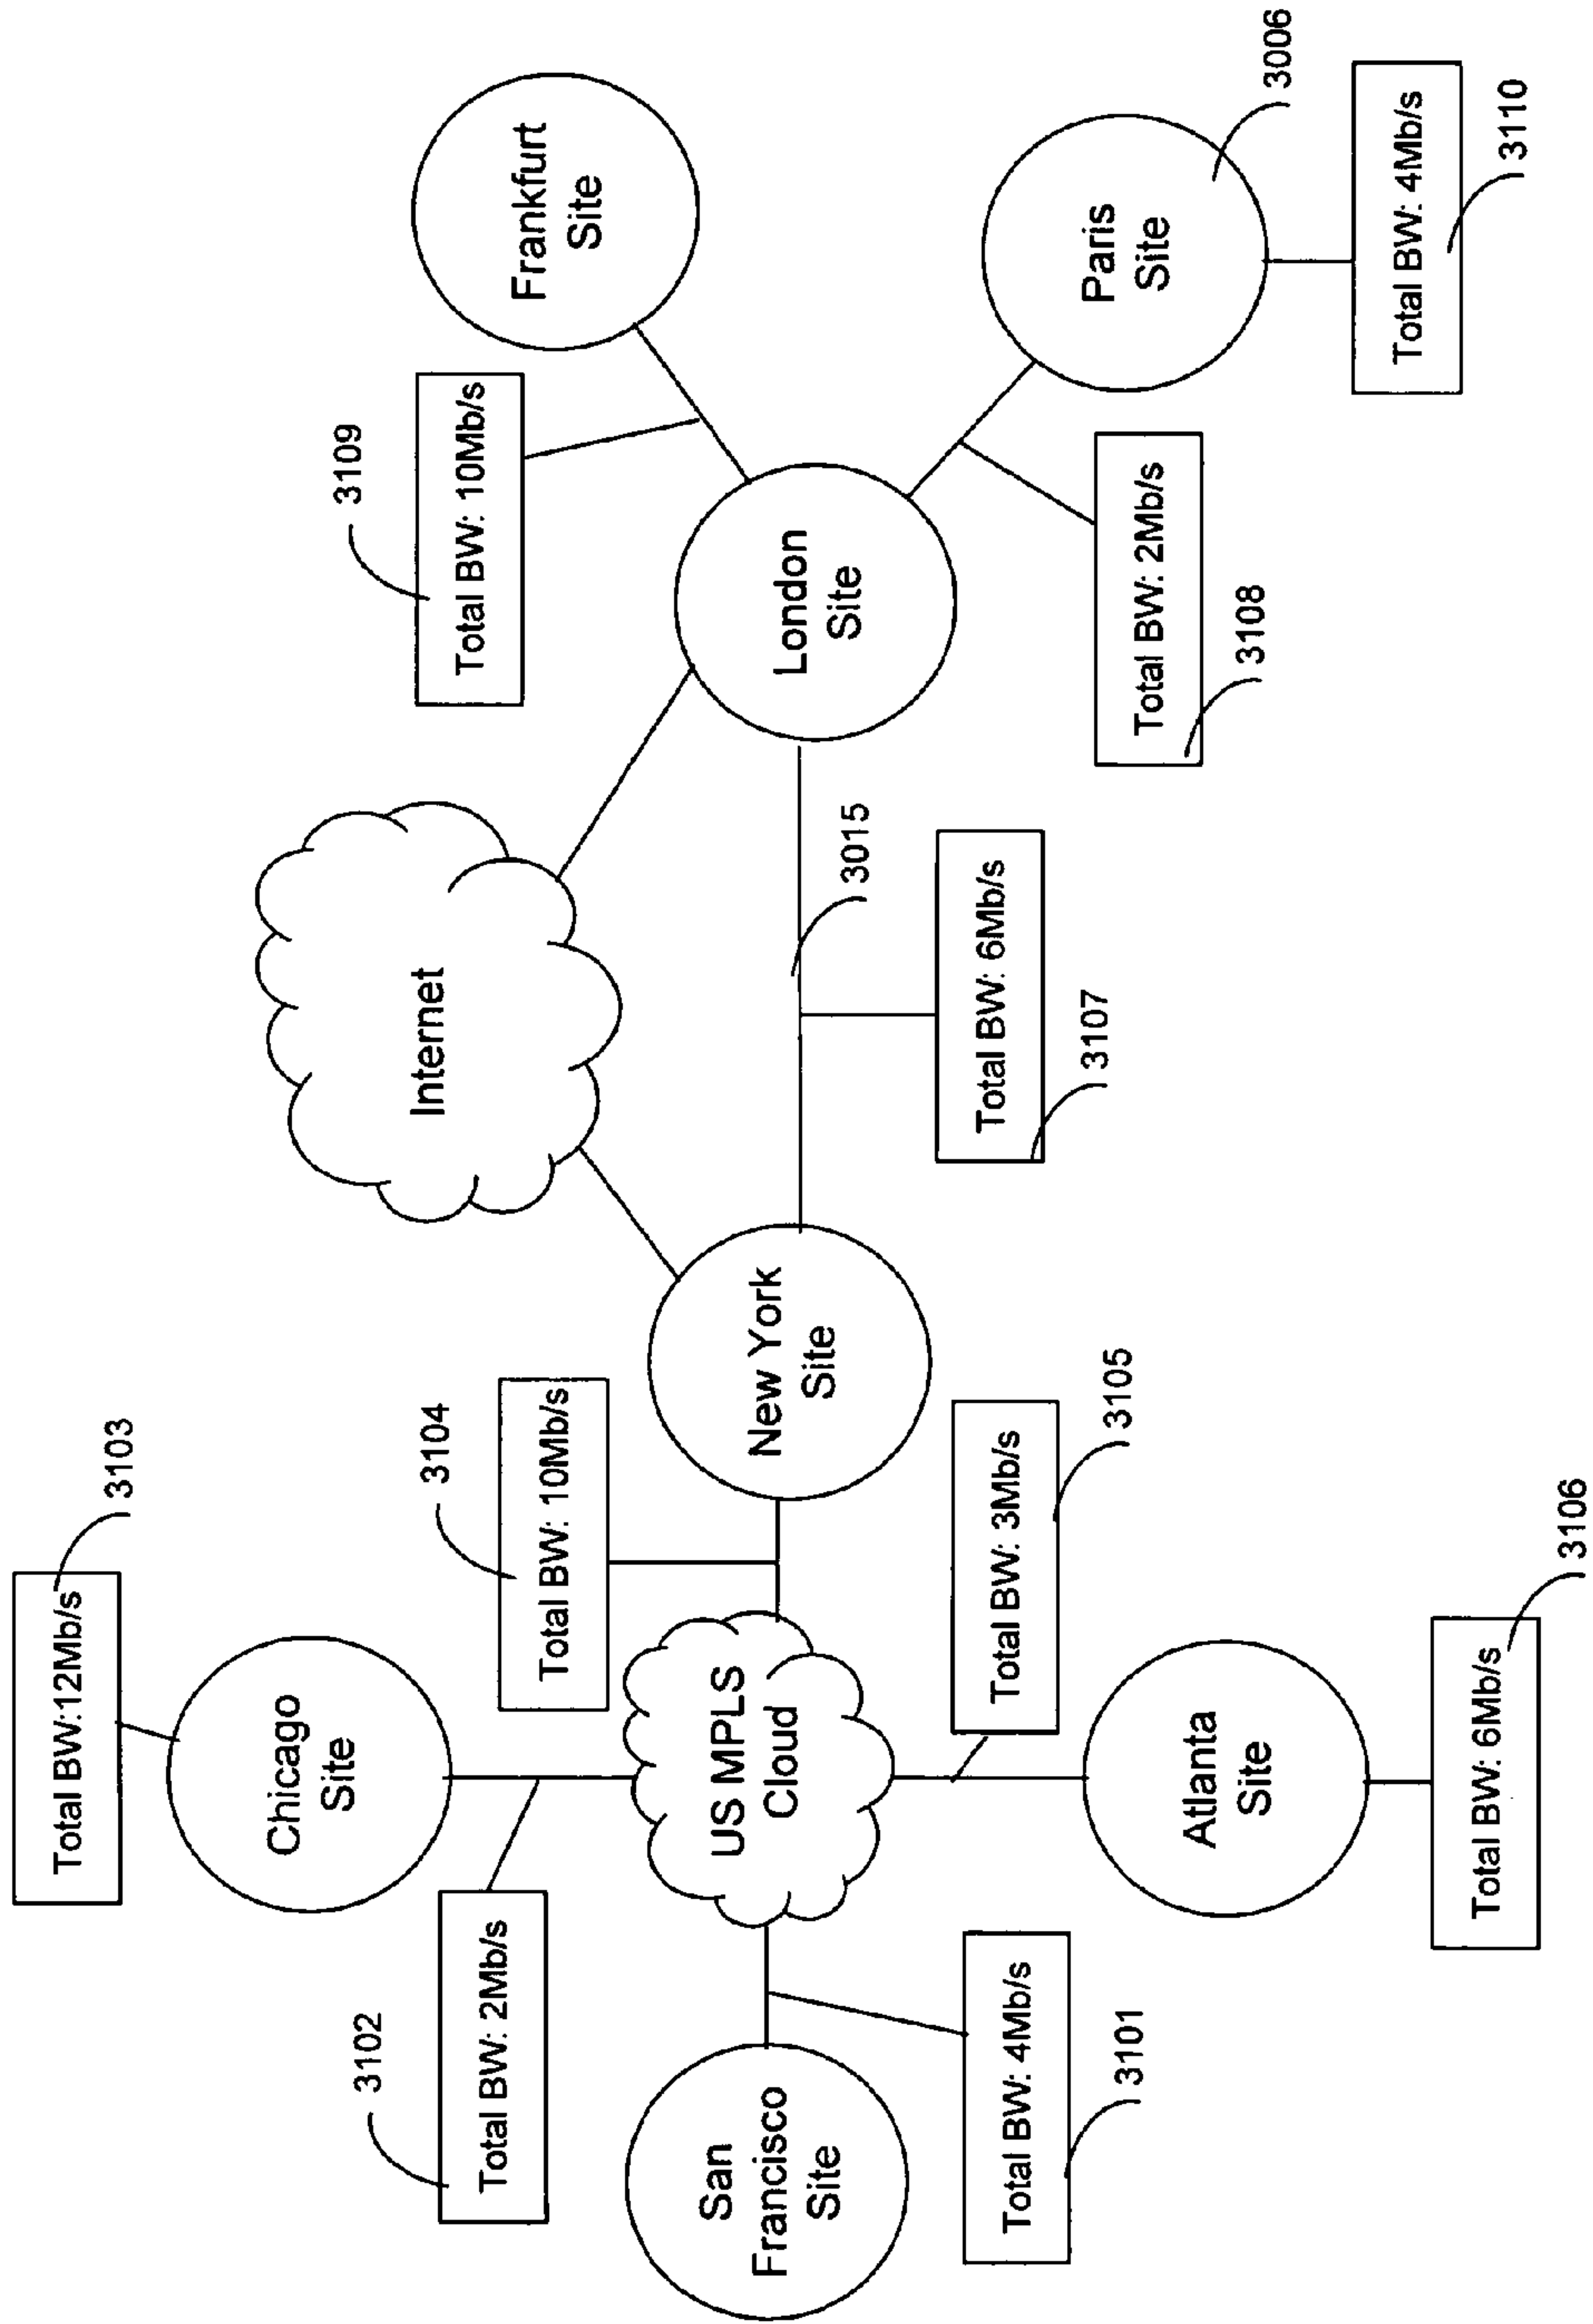 3103
Total BW:12Mb/s
Chicago
Site
3102
Total BW: 2Mb/s
3104
Total BW: 10Mb/s
Internet
3109
Total BW: 10Mb/s
Frankfurt
Site
San
Francisco
Site
US MPLS
Cloud
New York
Site
3015
London
Site
Total BW: 4Mb/s
3101
Total BW: 3Mb/s
3105
Total BW: 6Mb/s
3107
Total BW: 2Mb/s
3108
Paris
Site
3006
Atlanta
Site
Total BW: 6Mb/s
3106
Total BW: 4Mb/s
3110